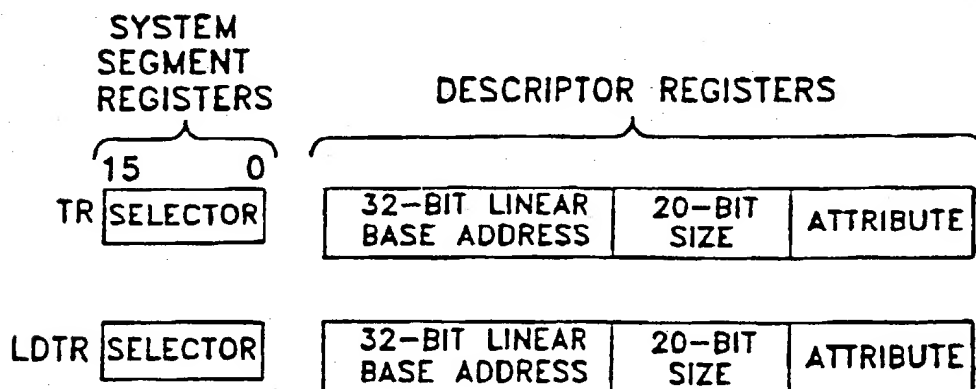 SYSTEM
SEGMENT
REGISTERS
DESCRIPTOR REGISTERS
15 0
TR SELECTOR
32-BIT LINEAR
BASE ADDRESS
20-BIT
SIZE
ATTRIBUTE
LDTR SELECTOR
32-BIT LINEAR
BASE ADDRESS
20-BIT
SIZE
ATTRIBUTE